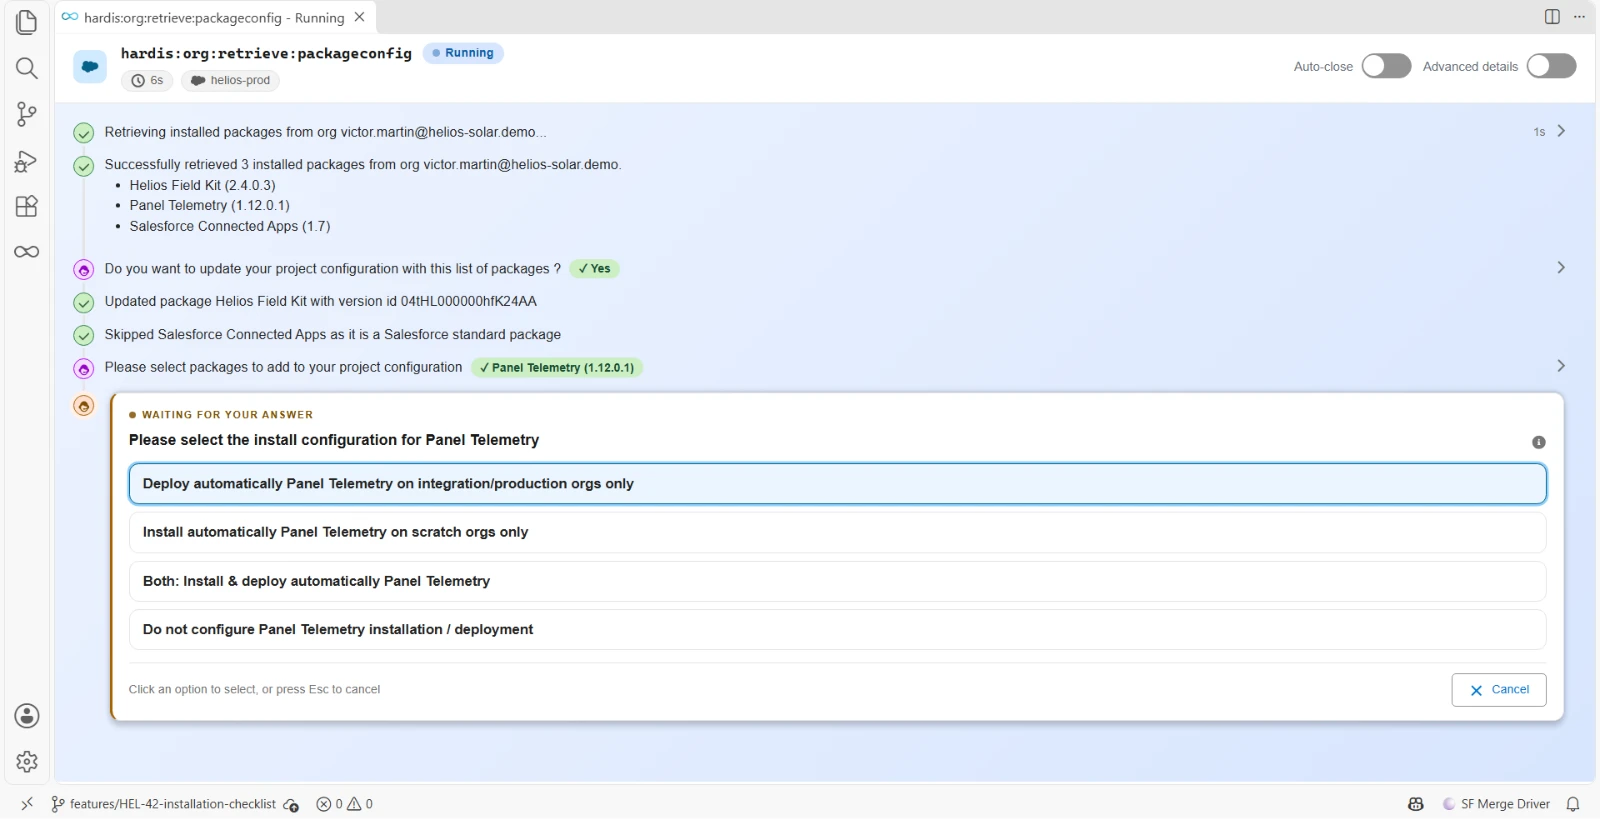 hardis:org:retrieve:packageconfig - Running
hardis:org:retrieve:packageconfig
Running
6s
helios-prod
Auto-close
Advanced details
Retrieving installed packages from org victor.martin@helios-solar.demo...
1s
Successfully retrieved 3 installed packages from org victor.martin@helios-solar.demo.
• Helios Field Kit (2.4.0.3)
• Panel Telemetry (1.12.0.1)
• Salesforce Connected Apps (1.7)
Do you want to update your project configuration with this list of packages ? ✓ Yes
Updated package Helios Field Kit with version id 04tHL000000hfK24AA
Skipped Salesforce Connected Apps as it is a Salesforce standard package
Please select packages to add to your project configuration ✓ Panel Telemetry (1.12.0.1)
WAITING FOR YOUR ANSWER
Please select the install configuration for Panel Telemetry
Deploy automatically Panel Telemetry on integration/production orgs only
Install automatically Panel Telemetry on scratch orgs only
Both: Install & deploy automatically Panel Telemetry
Do not configure Panel Telemetry installation / deployment
Click an option to select, or press Esc to cancel
Cancel
features/HEL-42-installation-checklist
0
0
SF Merge Driver